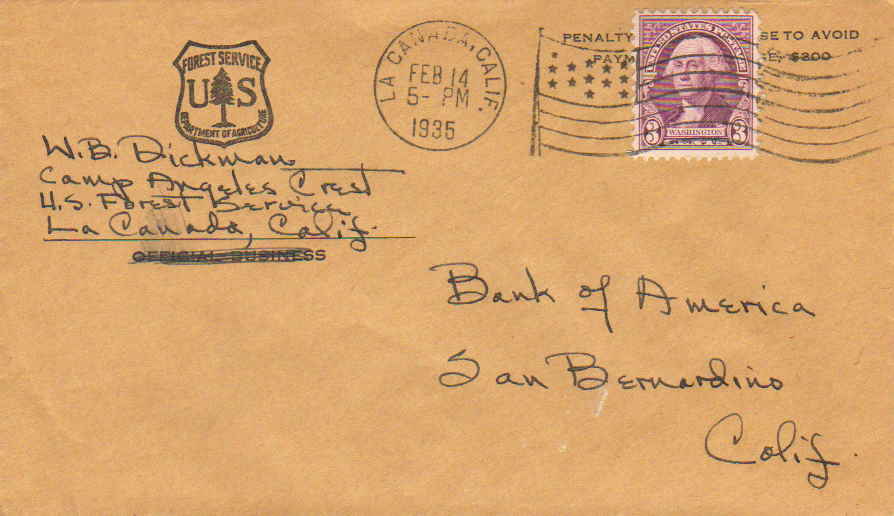 FOREST SERVICE
U S
DEPARTMENT OF AGRICULTURE
W.B. Dickman
Camp Angeles Crest
U.S. Forest Service
La Canada, Calif.
OFFICIAL BUSINESS
LA CANADA, CALIF.
FEB 14
5- PM
1935
PENALTY SE TO AVOID
PAYM $300
UNITED STATES POSTAGE
3 WASHINGTON 3
Bank of America
San Bernardino
Calif.